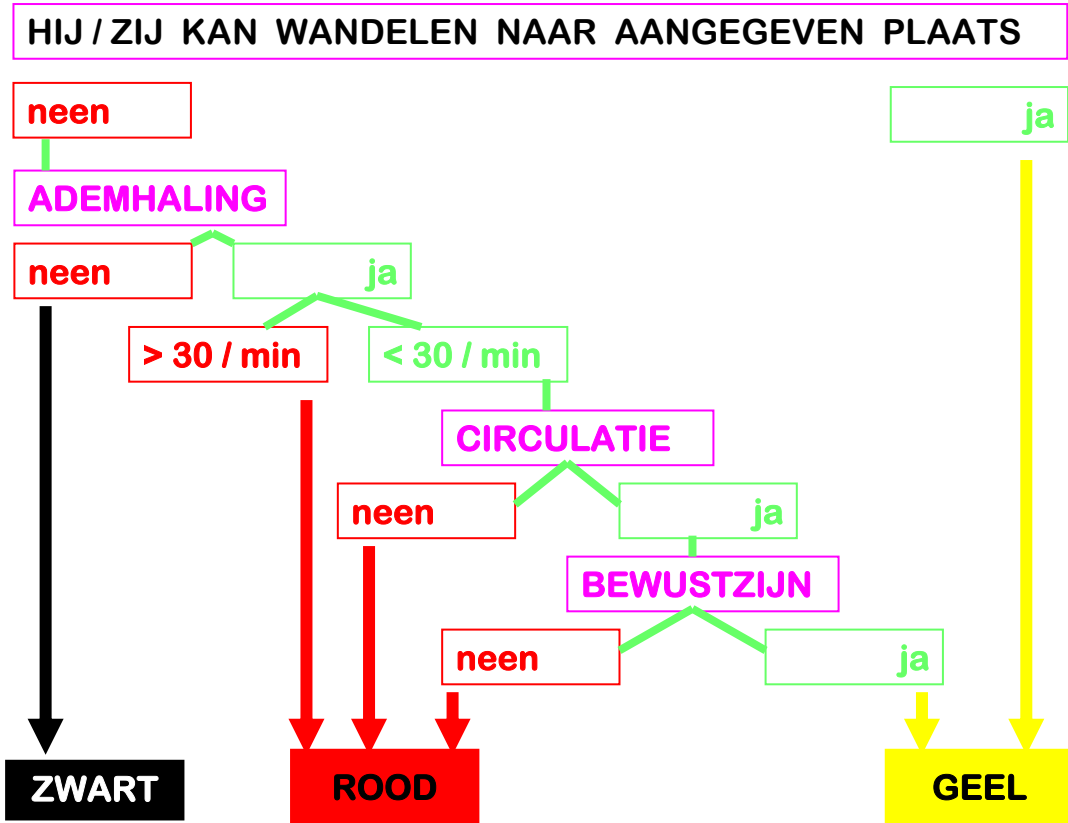 HIJ / ZIJ KAN WANDELEN NAAR AANGEGEVEN PLAATS
neen
ja
ADEMHALING
neen
ja
> 30 / min
< 30 / min
CIRCULATIE
neen
ja
BEWUSTZIJN
neen
ja
ZWART
ROOD
GEEL